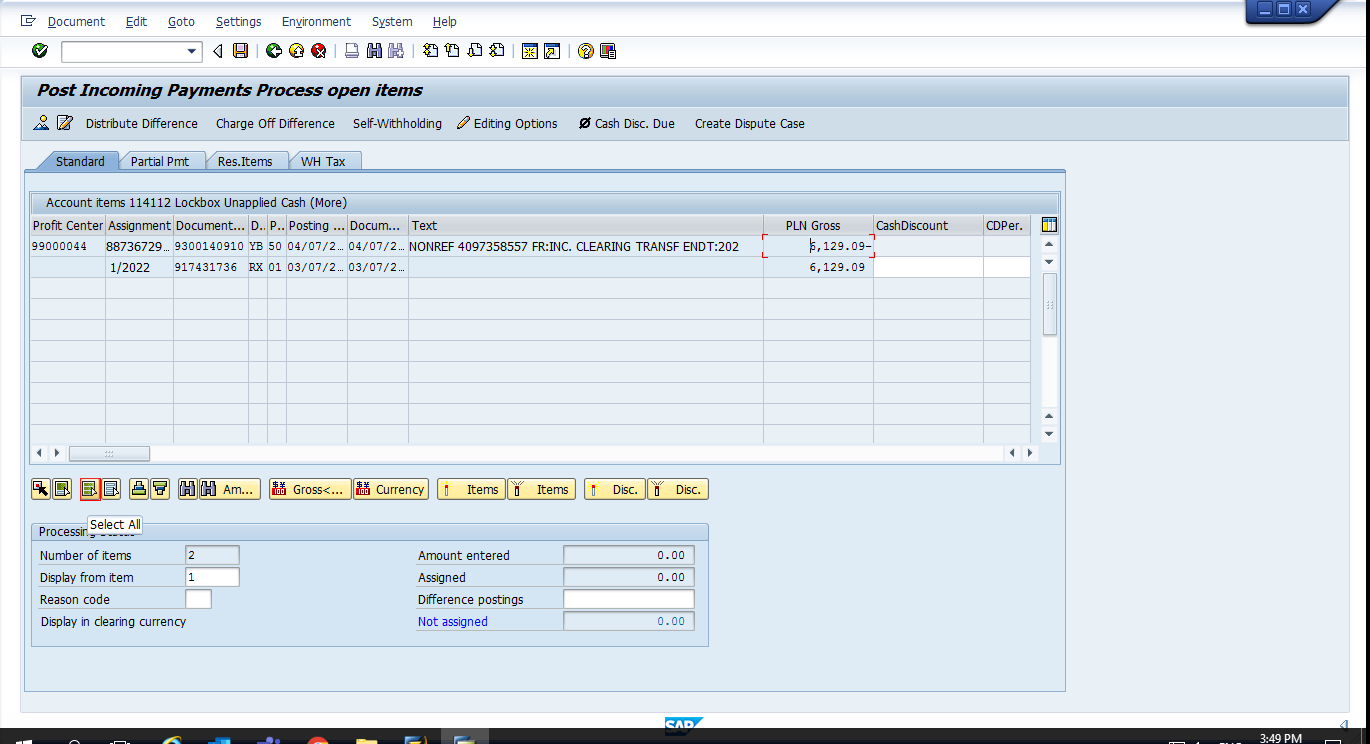 Document Edit Goto Settings Environment System Help
Post Incoming Payments Process open items
Distribute Difference Charge Off Difference Self-Withholding Editing Options Cash Disc. Due Create Dispute Case
Standard Partial Pmt Res.Items WH Tax
Account items 114112 Lockbox Unapplied Cash (More)
Profit Center Assignment Document... D.. P.. Posting ... Docum... Text PLN Gross CashDiscount CDPer.
99000044 88736729... 9300140910 YB 50 04/07/2... 04/07/2... NONREF 4097358557 FR:INC. CLEARING TRANSF ENDT:202 6,129.09-
1/2022 917431736 RX 01 03/07/2... 03/07/2... 6,129.09
Am... Gross<... Currency Items Items Disc. Disc.
Select All
Processing Status
Number of items 2 Amount entered 0.00
Display from item 1 Assigned 0.00
Reason code Difference postings
Display in clearing currency Not assigned 0.00
SAP
3:49 PM